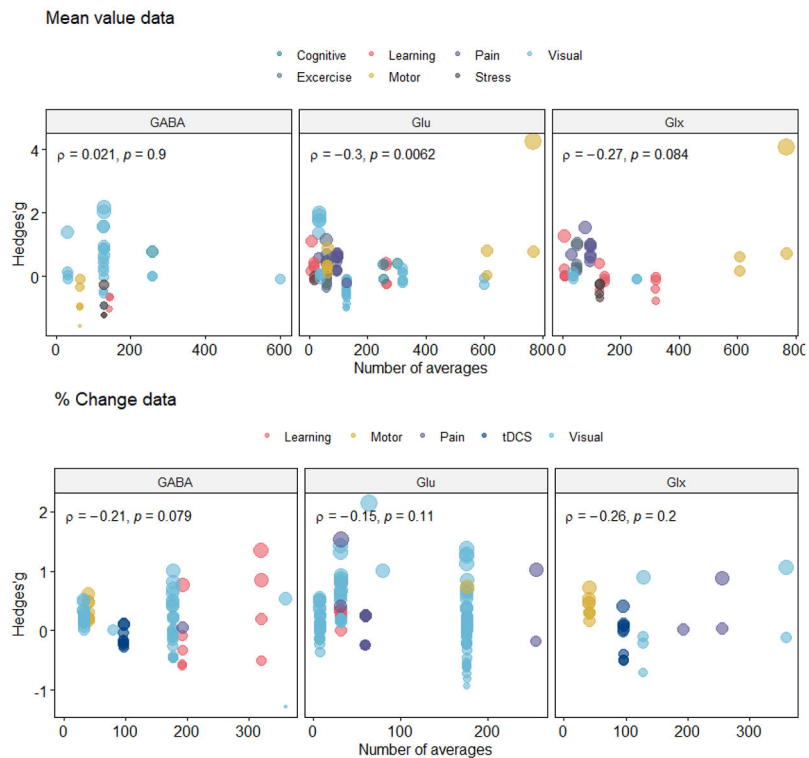 Mean value data
Cognitive Learning Pain Visual
Excercise Motor Stress
GABA Glu Glx
ρ = 0.021, p = 0.9 ρ = −0.3, p = 0.0062 ρ = −0.27, p = 0.084
4
2
0
Hedges'g
0 200 400 600 0 200 400 600 800 0 200 400 600 800
Number of averages
% Change data
Learning Motor Pain tDCS Visual
GABA Glu Glx
ρ = −0.21, p = 0.079 ρ = −0.15, p = 0.11 ρ = −0.26, p = 0.2
2
1
0
-1
Hedges'g
0 100 200 300 0 100 200 0 100 200 300
Number of averages